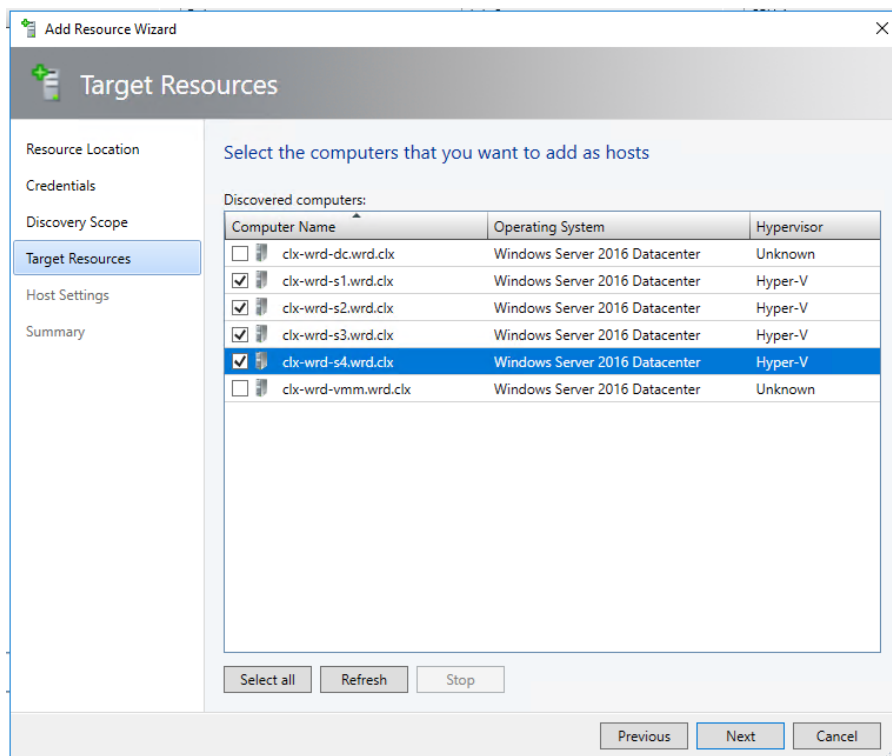 Add Resource Wizard
Target Resources
Resource Location
Credentials
Discovery Scope
Target Resources
Host Settings
Summary
Select the computers that you want to add as hosts
Discovered computers:
Computer Name Operating System Hypervisor
clx-wrd-dc.wrd.clx Windows Server 2016 Datacenter Unknown
clx-wrd-s1.wrd.clx Windows Server 2016 Datacenter Hyper-V
clx-wrd-s2.wrd.clx Windows Server 2016 Datacenter Hyper-V
clx-wrd-s3.wrd.clx Windows Server 2016 Datacenter Hyper-V
clx-wrd-s4.wrd.clx Windows Server 2016 Datacenter Hyper-V
clx-wrd-vmm.wrd.clx Windows Server 2016 Datacenter Unknown
Select all Refresh Stop
Previous Next Cancel